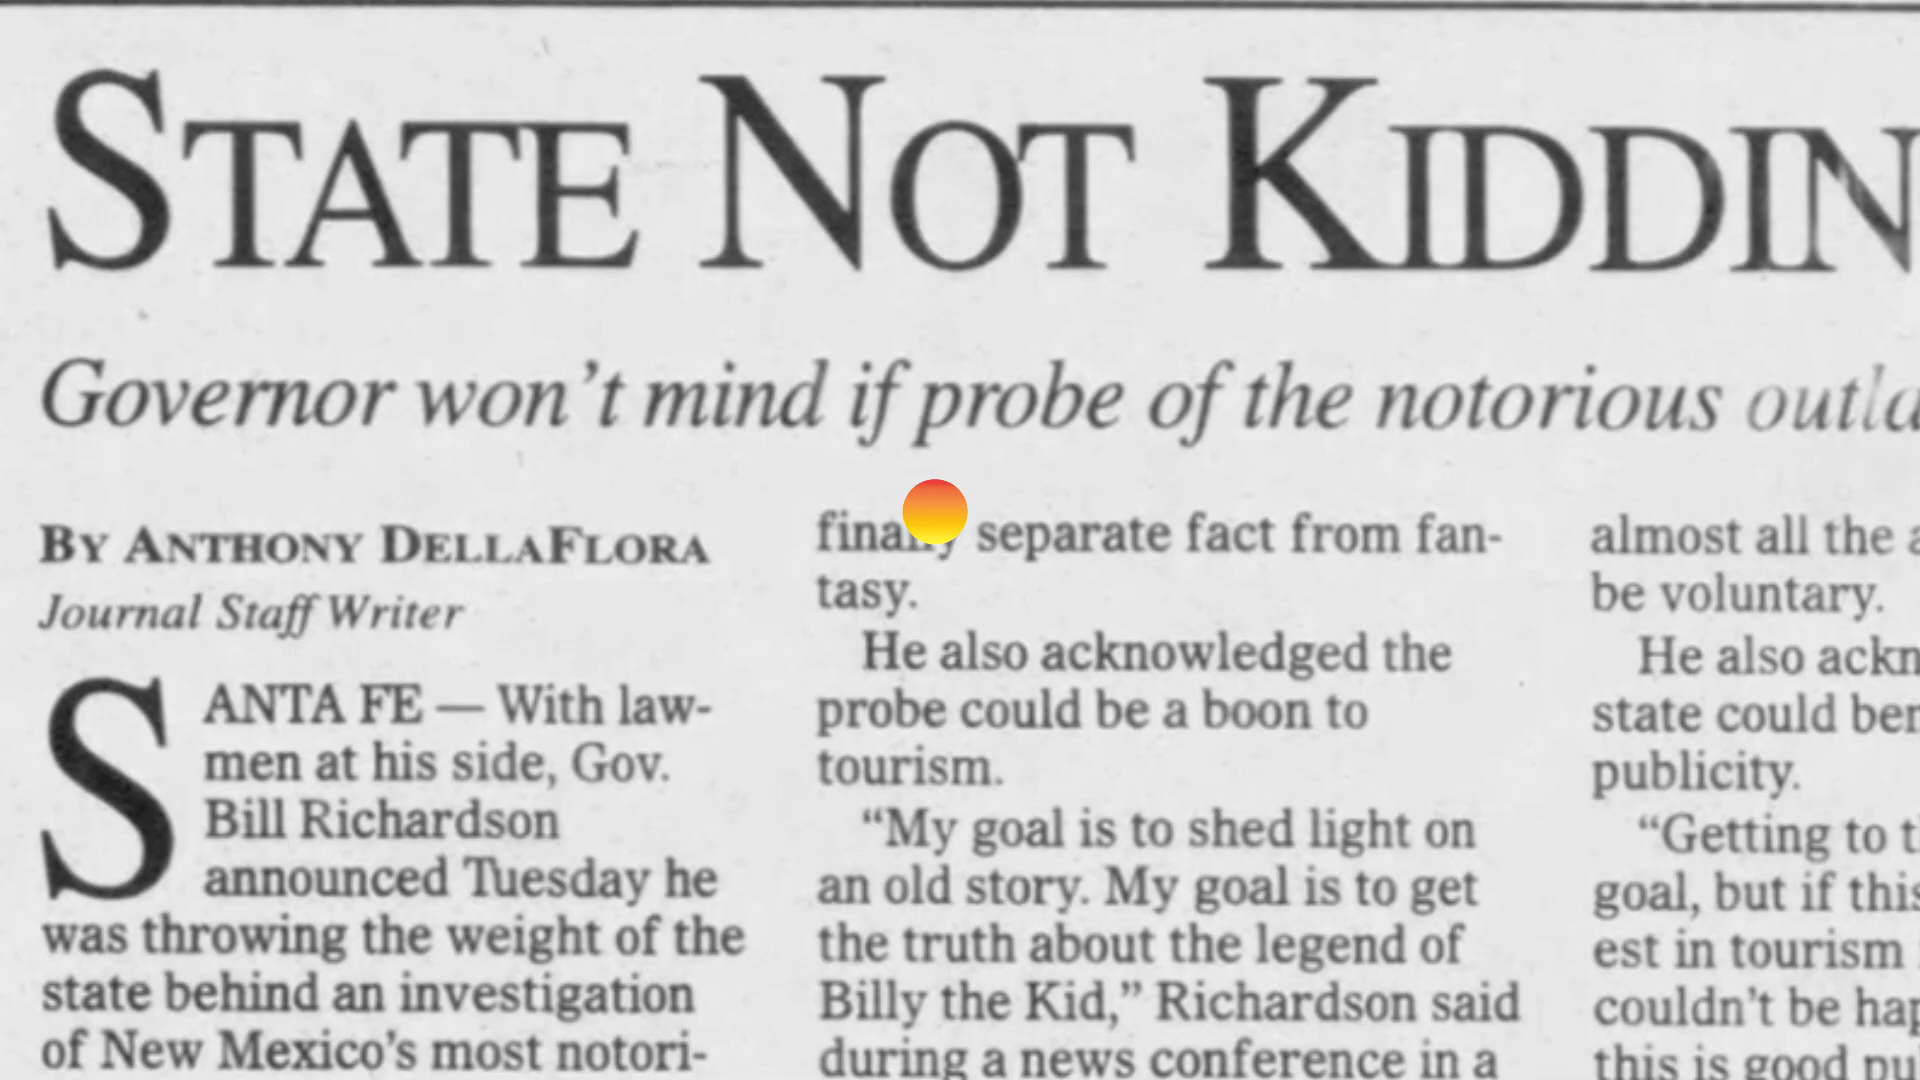 STATE NOT KIDDIN
Governor won't mind if probe of the notorious outla
BY ANTHONY DELLAFLORA
Journal Staff Writer
SANTA FE — With law-
men at his side, Gov.
Bill Richardson
announced Tuesday he
was throwing the weight of the
state behind an investigation
of New Mexico's most notori-
finally separate fact from fan-
tasy.
He also acknowledged the
probe could be a boon to
tourism.
“My goal is to shed light on
an old story. My goal is to get
the truth about the legend of
Billy the Kid,” Richardson said
during a news conference in a
almost all the a
be voluntary.
He also ackn
state could ben
publicity.
“Getting to t
goal, but if this
est in tourism
couldn't be hap
this is good pu